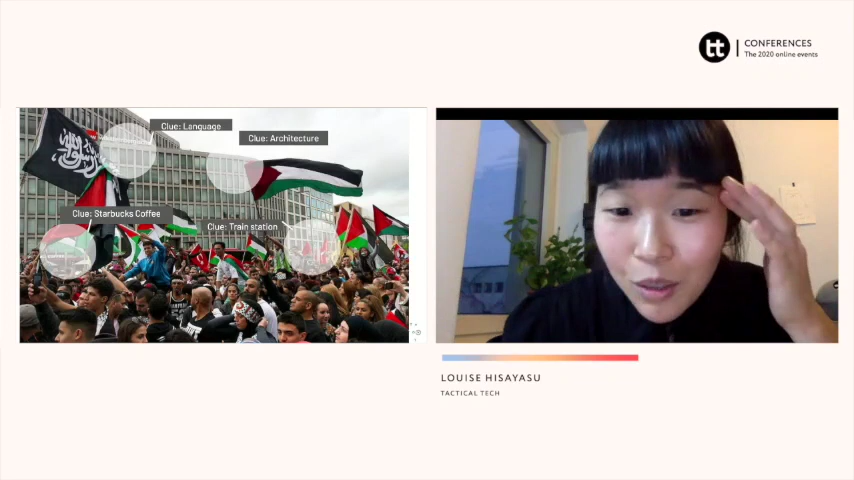 tt
CONFERENCES
The 2020 online events
Clue: Language
Clue: Architecture
Clue: Starbucks Coffee
Clue: Train station
LOUISE HISAYASU
TACTICAL TECH